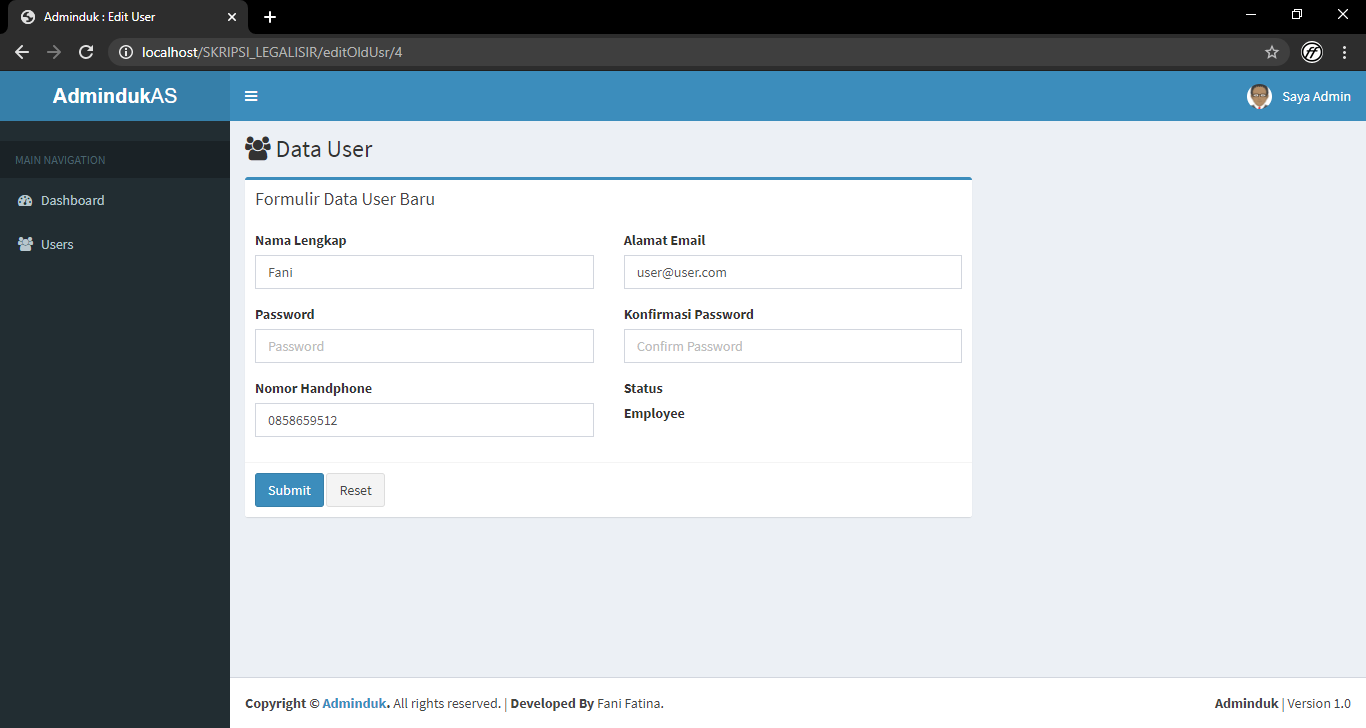 Adminduk : Edit User
localhost/SKRIPSI_LEGALISIR/editOldUsr/4
AdmindukAS
Saya Admin
MAIN NAVIGATION
Dashboard
Users
Data User
Formulir Data User Baru
Nama Lengkap
Alamat Email
Fani
user@user.com
Password
Konfirmasi Password
Password
Confirm Password
Nomor Handphone
Status
0858659512
Employee
Submit
Reset
Copyright © Adminduk. All rights reserved. | Developed By Fani Fatina.
Adminduk | Version 1.0